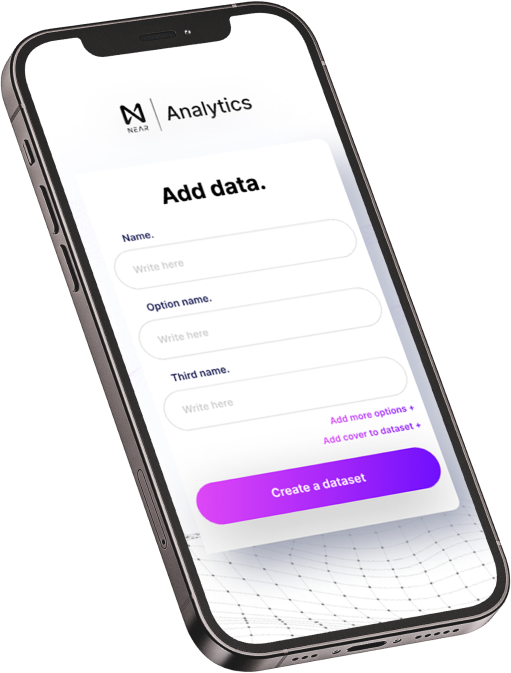 NEAR
Analytics
Add data.
Name.
Write here
Option name.
Write here
Third name.
Write here
Add more options +
Add cover to dataset +
Create a dataset